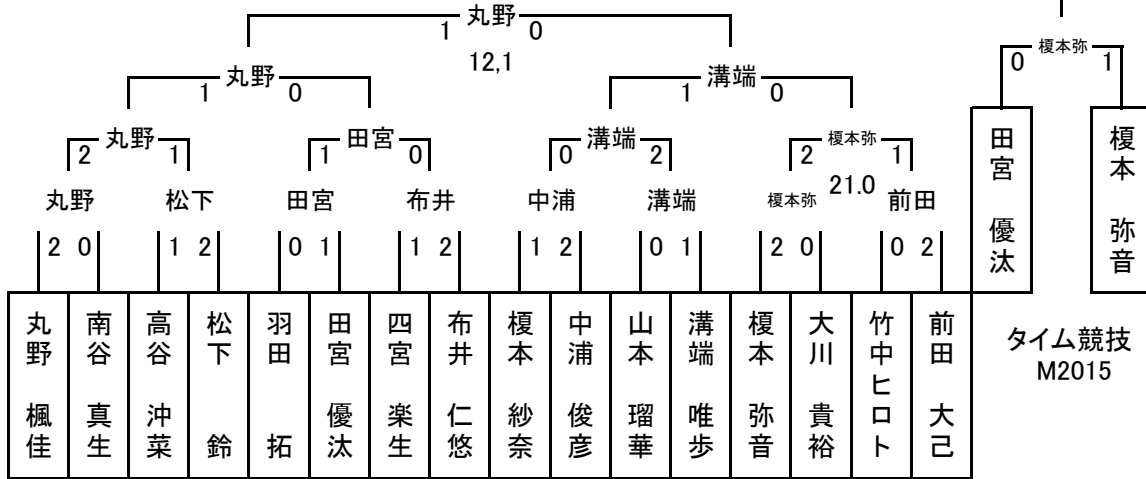 丸野
1 0
12,1
榎本弥
0 1
丸野 溝端
1 0 1 0
丸野 田宮 溝端 榎本弥
2 1 1 0 0 2 2 1
21.0
丸野 松下 田宮 布井 中浦 溝端 榎本弥 前田
2 0 1 2 0 1 1 2 1 2 0 1 2 0 0 2
田宮 優汰
榎本 弥音
丸野 楓佳
南谷 真生
高谷 沖菜
松下 鈴
羽田 拓
田宮 優汰
四宮 楽生
布井 仁悠
榎本 紗奈
中浦 俊彦
山本 瑠華
溝端 唯歩
榎本 弥音
大川 貴裕
竹中ヒロト
前田 大己
タイム競技
M2015